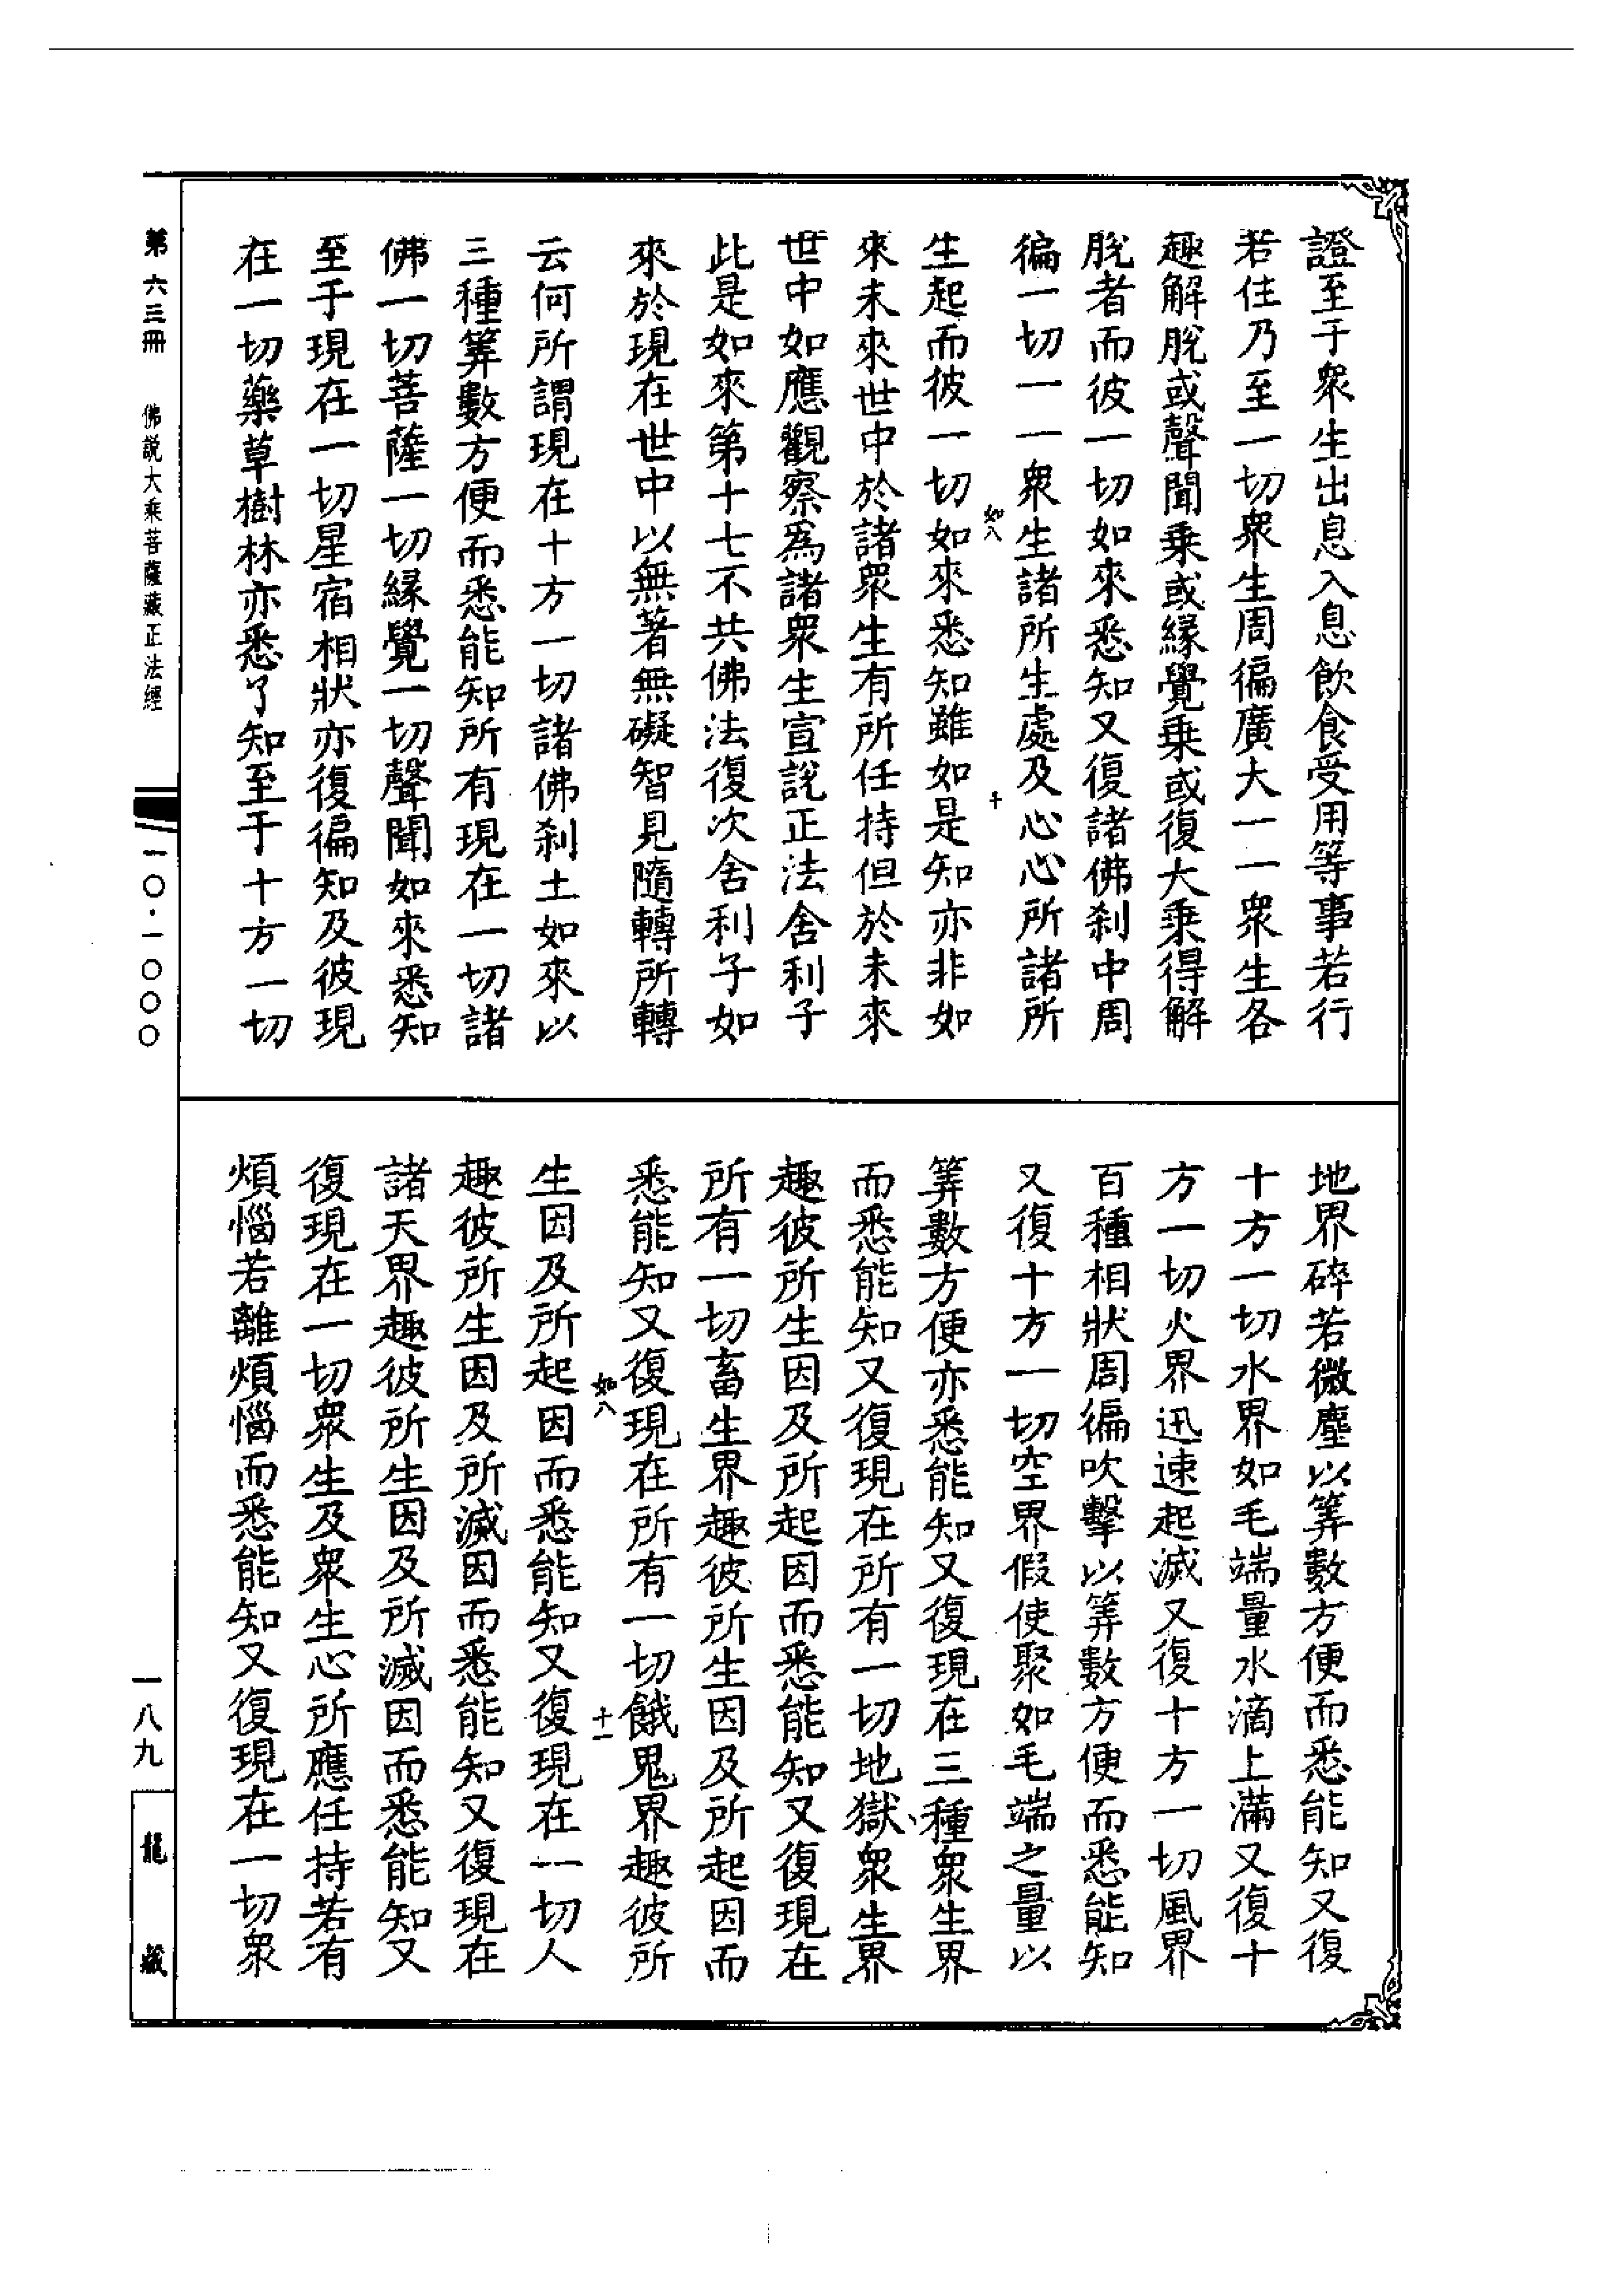 證至于衆生出息入息飲食受用等事若行
若住乃至一切衆生周徧廣大一一衆生各
趣解脫或聲聞乗或縁覺乗或復大乗得解
脫者而彼一切如來悉知又復諸佛刹中周
徧一切一一衆生諸所生處及心心所諸所
如八
十
生起而彼一切如來悉知雖如是知亦非如
來未來世中於諸衆生有所任持但於未來
世中如應觀察爲諸衆生宣說正法舍利子
此是如來第十七不共佛法復次舍利子如
來於現在世中以無著無礙智見隨轉所轉
云何所謂現在十方一切諸佛刹土如來以
三種筭數方便而悉能知所有現在一切諸
佛一切菩薩一切縁覺一切聲聞如來悉知
至于現在一切星宿相狀亦復徧知及彼現
在一切藥草樹林亦悉了知至于十方一切
地界碎若微塵以筭數方便而悉能知又復
十方一切水界如毛端量水滴上滿又復十
方一切火界迅速起滅又復十方一切風界
百種相狀周徧吹擊以筭數方便而悉能知
又復十方一切空界假使聚如毛端之量以
筭數方便亦悉能知又復現在三種衆生界
而悉能知又復現在所有一切地獄衆生界
趣彼所生因及所起因而悉能知又復現在
所有一切畜生界趣彼所生因及所起因而
悉能知又復現在所有一切餓鬼界趣彼所
如八
十一
生因及所起因而悉能知又復現在一切人
趣彼所生因及所滅因而悉能知又復現在
諸天界趣彼所生因及所滅因而悉能知又
復現在一切衆生及衆生心所應任持若有
煩惱若離煩惱而悉能知又復現在一切衆
第六三冊 佛説大乘菩薩藏正法經 一〇·一〇〇〇
一八九
龍藏